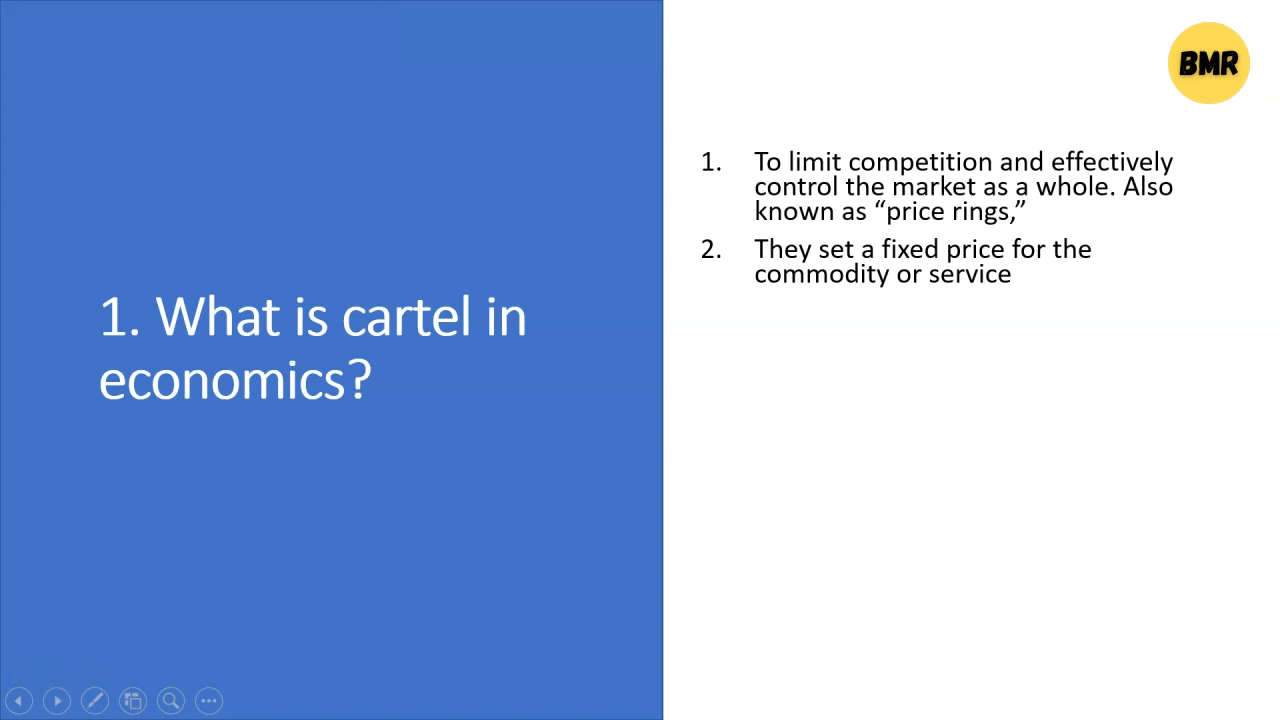 1. What is cartel in
economics?
BMR
1. To limit competition and effectively
control the market as a whole. Also
known as “price rings,”
2. They set a fixed price for the
commodity or service